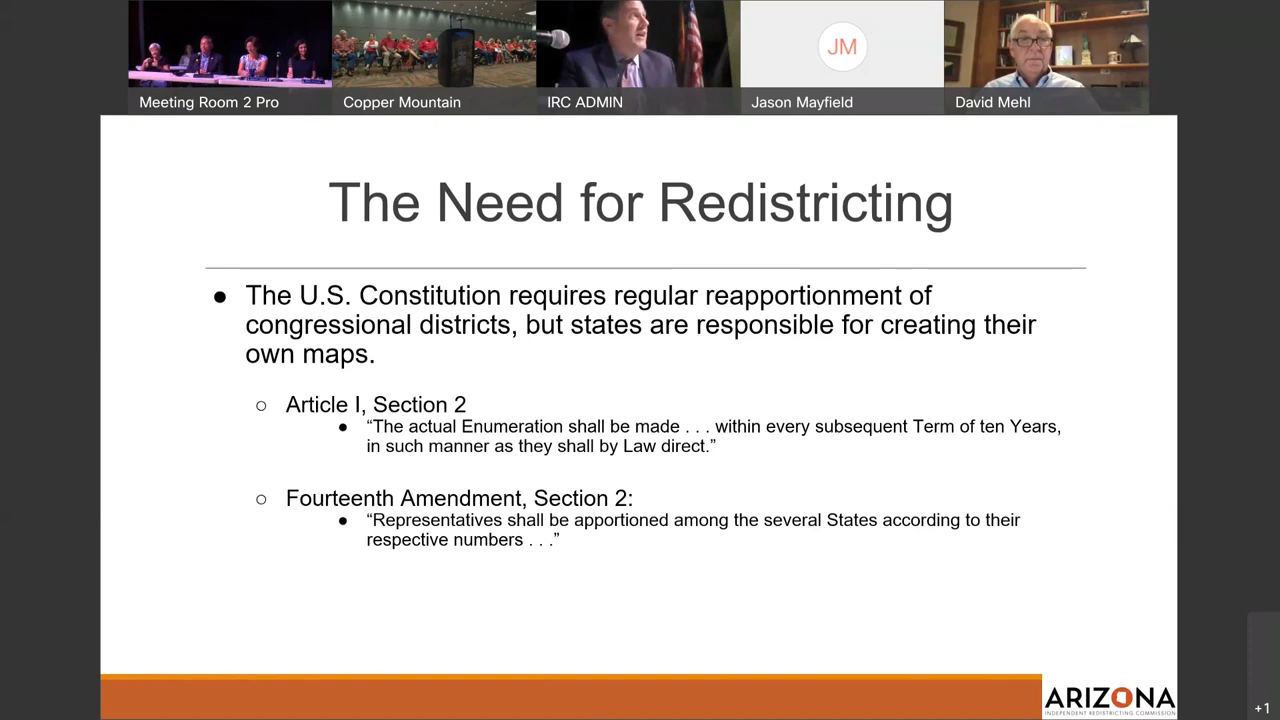 Meeting Room 2 Pro
Copper Mountain
IRC ADMIN
JM
Jason Mayfield
David Mehl
The Need for Redistricting
● The U.S. Constitution requires regular reapportionment of
congressional districts, but states are responsible for creating their
own maps.
○ Article I, Section 2
● “The actual Enumeration shall be made . . . within every subsequent Term of ten Years,
in such manner as they shall by Law direct.”
○ Fourteenth Amendment, Section 2:
● “Representatives shall be apportioned among the several States according to their
respective numbers . . .”
ARIZONA
INDEPENDENT REDISTRICTING COMMISSION
+1